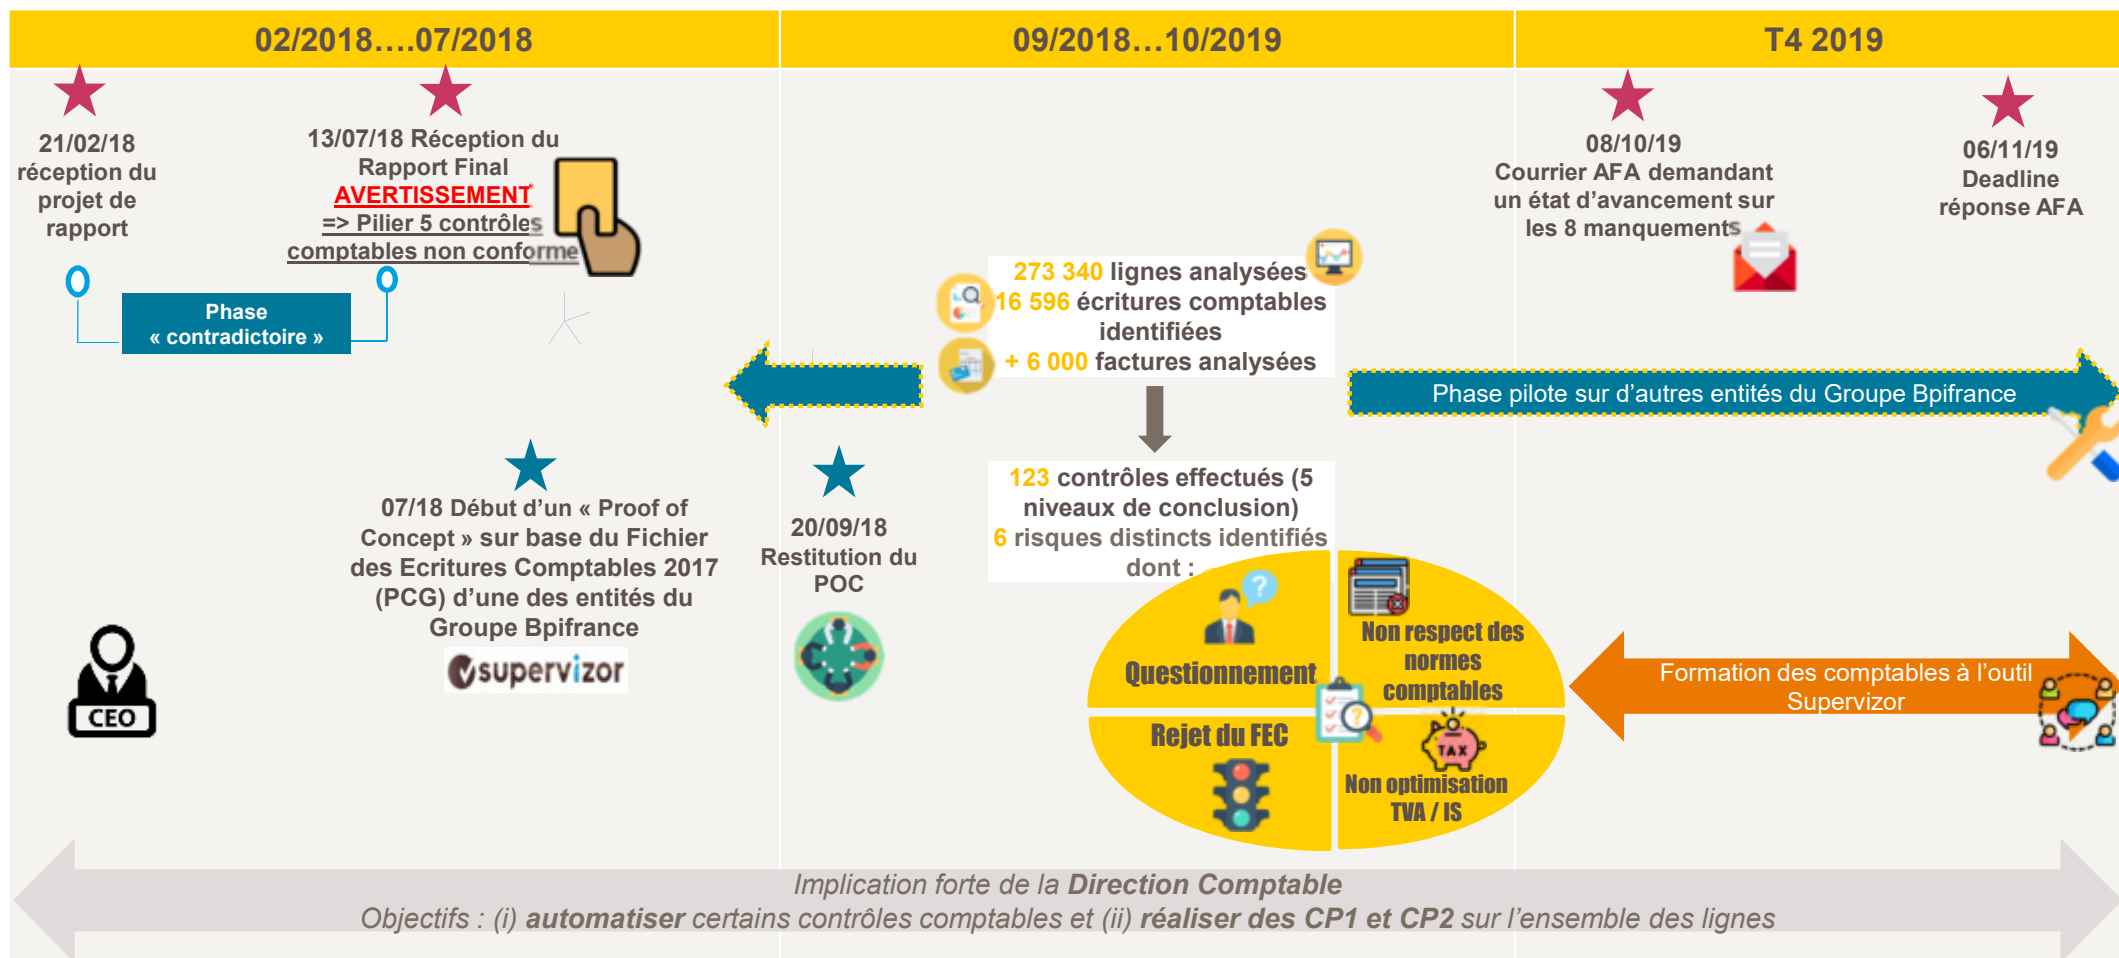 02/2018….07/2018
09/2018…10/2019
T4 2019
21/02/18
réception du
projet de
rapport
13/07/18 Réception du
Rapport Final
AVERTISSEMENT
=> Pilier 5 contrôles
comptables non conforme
Phase
« contradictoire »
07/18 Début d’un « Proof of
Concept » sur base du Fichier
des Ecritures Comptables 2017
(PCG) d’une des entités du
Groupe Bpifrance
supervizor
CEO
20/09/18
Restitution du
POC
273 340 lignes analysées
16 596 écritures comptables
identifiées
+ 6 000 factures analysées
123 contrôles effectués (5
niveaux de conclusion)
6 risques distincts identifiés
dont :
Questionnement
Non respect des
normes
comptables
Rejet du FEC
TAX
Non optimisation
TVA / IS
08/10/19
Courrier AFA demandant
un état d’avancement sur
les 8 manquements
06/11/19
Deadline
réponse AFA
Phase pilote sur d’autres entités du Groupe Bpifrance
Formation des comptables à l’outil
Supervizor
Implication forte de la Direction Comptable
Objectifs : (i) automatiser certains contrôles comptables et (ii) réaliser des CP1 et CP2 sur l’ensemble des lignes